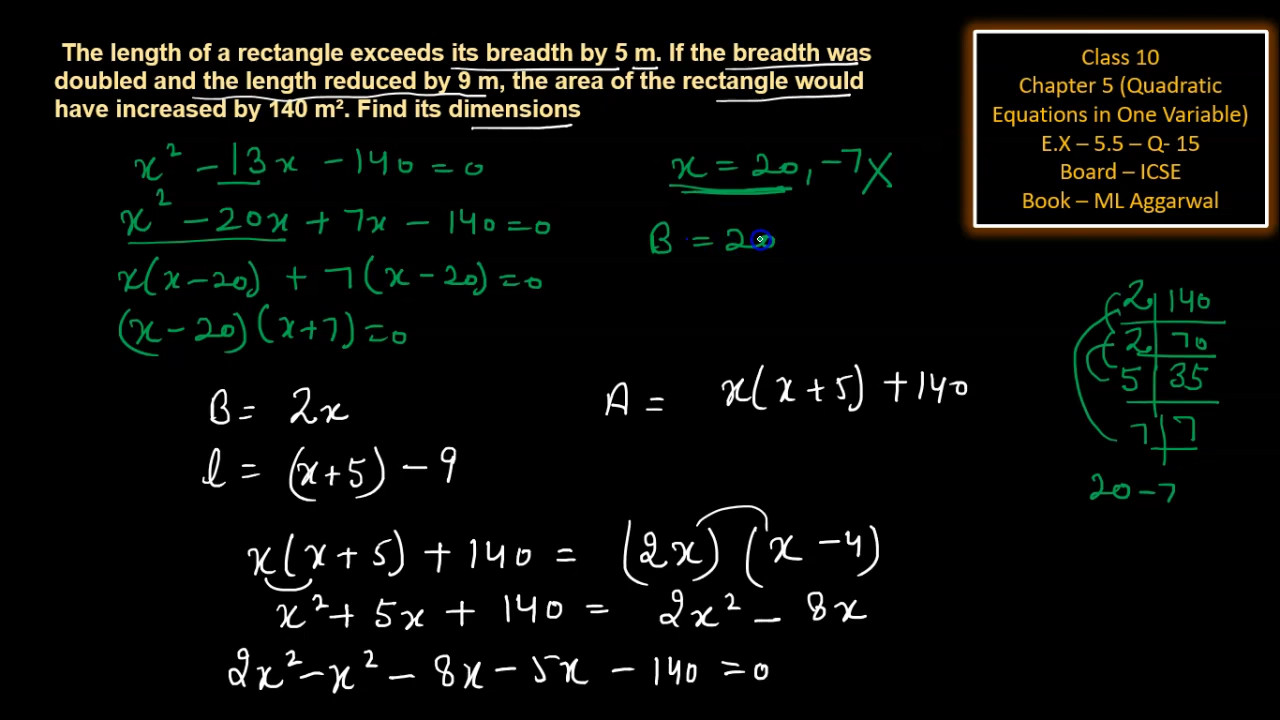 The length of a rectangle exceeds its breadth by 5 m. If the breadth was
doubled and the length reduced by 9 m, the area of the rectangle would
have increased by 140 m². Find its dimensions
Class 10
Chapter 5 (Quadratic
Equations in One Variable)
E.X – 5.5 – Q- 15
Board – ICSE
Book – ML Aggarwal
x² - 13x - 140 = 0
x² - 20x + 7x - 140 = 0
x(x - 20) + 7(x - 20) = 0
(x - 20)(x + 7) = 0
x = 20, -7 X
B = 20
2 | 140
2 | 70
5 | 35
7 | 7
20 - 7
B = 2x
l = (x + 5) - 9
A = x(x + 5) + 140
x(x + 5) + 140 = (2x)(x - 4)
x² + 5x + 140 = 2x² - 8x
2x² - x² - 8x - 5x - 140 = 0